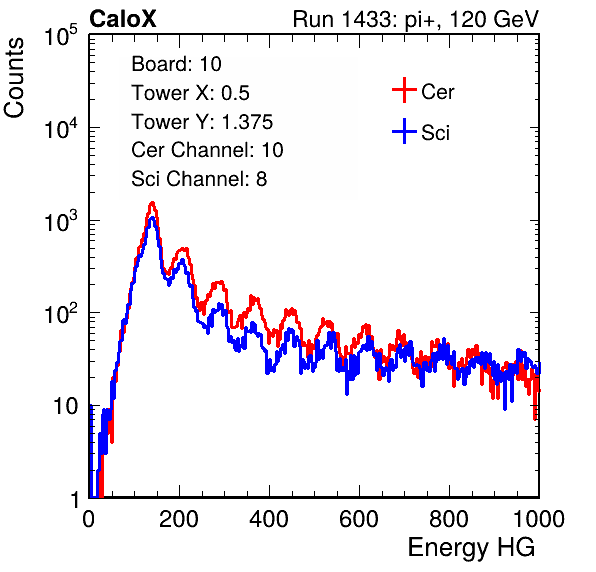 CaloX Run 1433: pi+, 120 GeV
Counts
Board: 10
Tower X: 0.5
Tower Y: 1.375
Cer Channel: 10
Sci Channel: 8
Cer
Sci
10^5
10^4
10^3
10^2
10
1
0 200 400 600 800 1000
Energy HG